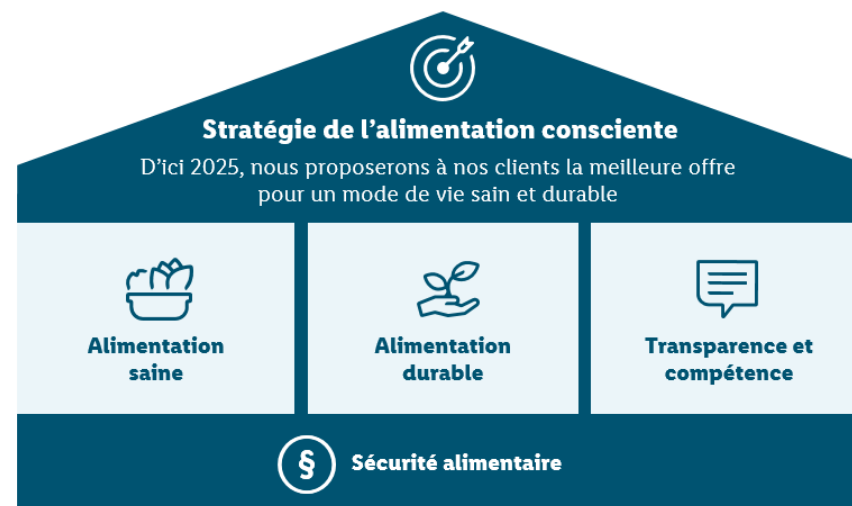 Stratégie de l’alimentation consciente
D’ici 2025, nous proposerons à nos clients la meilleure offre
pour un mode de vie sain et durable
Alimentation
saine
Alimentation
durable
Transparence et
compétence
§ Sécurité alimentaire